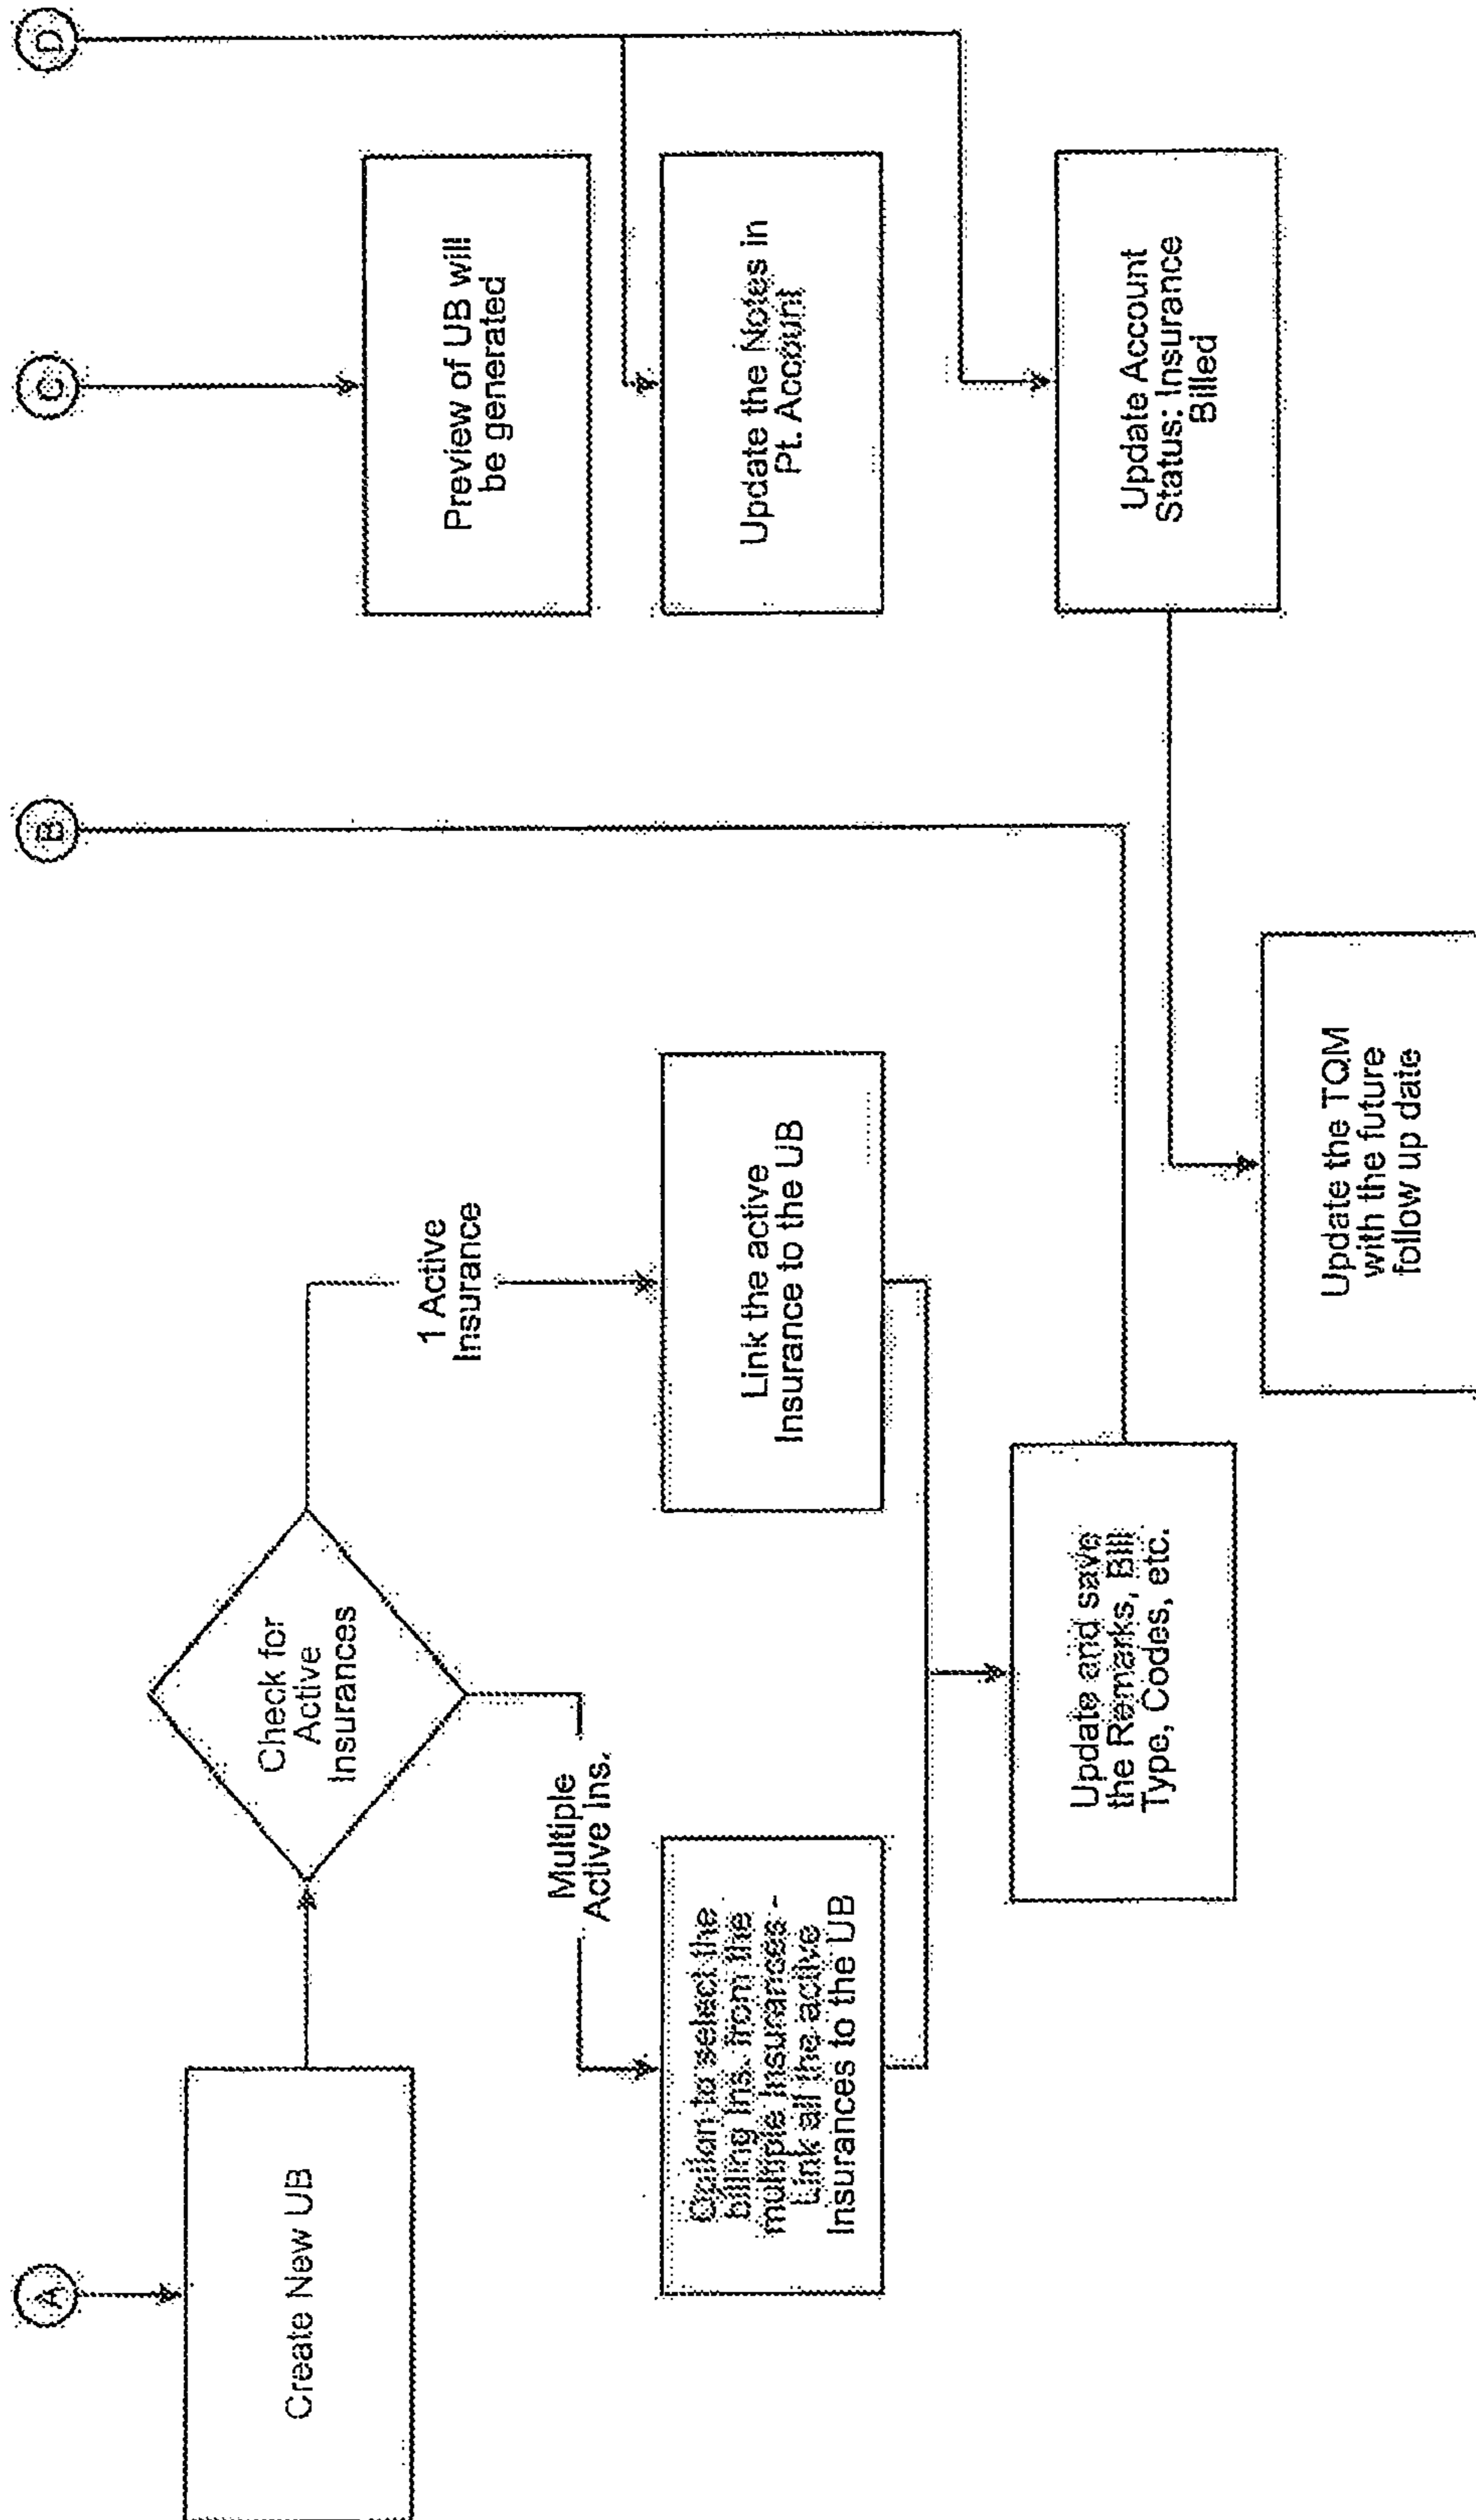 A
B
C
D
Create New UB
Check for
Active
Insurances
1 Active
Insurance
Multiple
Active Ins.
Option to select the
billing Ins. from the
multiple Insurances -
Link all the active
Insurances to the UB
Link the active
Insurance to the UB
Update and save
the Remarks, Bill
Type, Codes, etc.
Preview of UB will
be generated
Update the Notes in
Pt. Account
Update Account
Status: Insurance
Billed
Update the TQM
with the future
follow up date